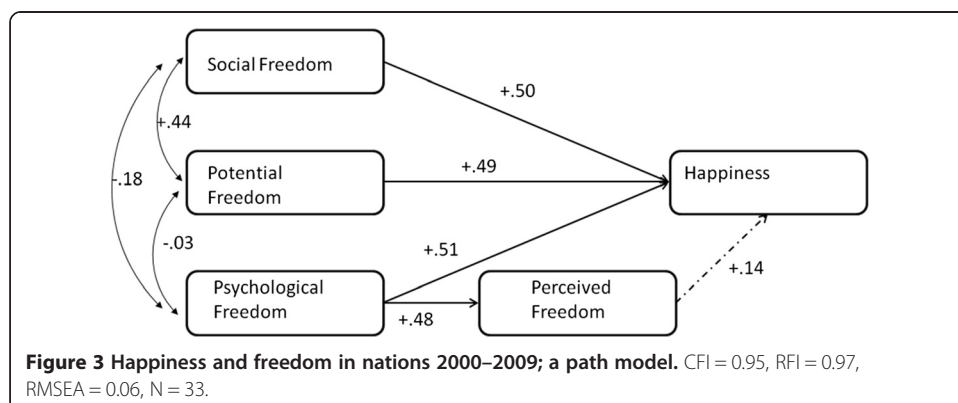 Social Freedom
+.50
+.44
Potential
Freedom
+.49
Happiness
-.18
-.03
+.51
+.14
Psychological
Freedom
+.48
Perceived
Freedom
Figure 3 Happiness and freedom in nations 2000–2009; a path model. CFI = 0.95, RFI = 0.97,
RMSEA = 0.06, N = 33.